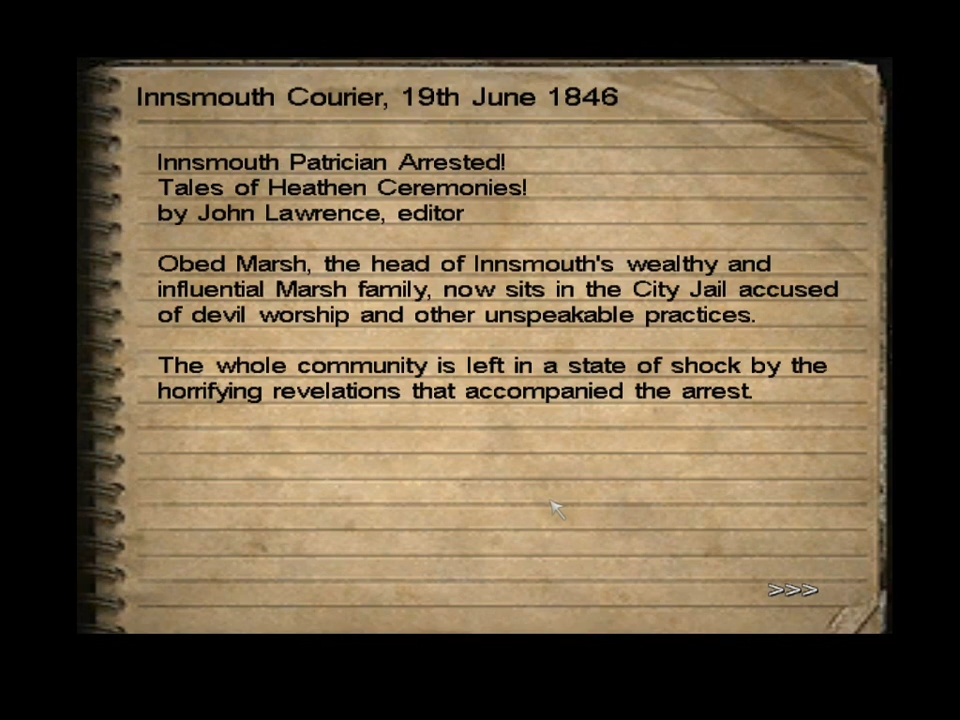 Innsmouth Courier, 19th June 1846
Innsmouth Patrician Arrested!
Tales of Heathen Ceremonies!
by John Lawrence, editor
Obed Marsh, the head of Innsmouth's wealthy and
influential Marsh family, now sits in the City Jail accused
of devil worship and other unspeakable practices.
The whole community is left in a state of shock by the
horrifying revelations that accompanied the arrest.
>>>